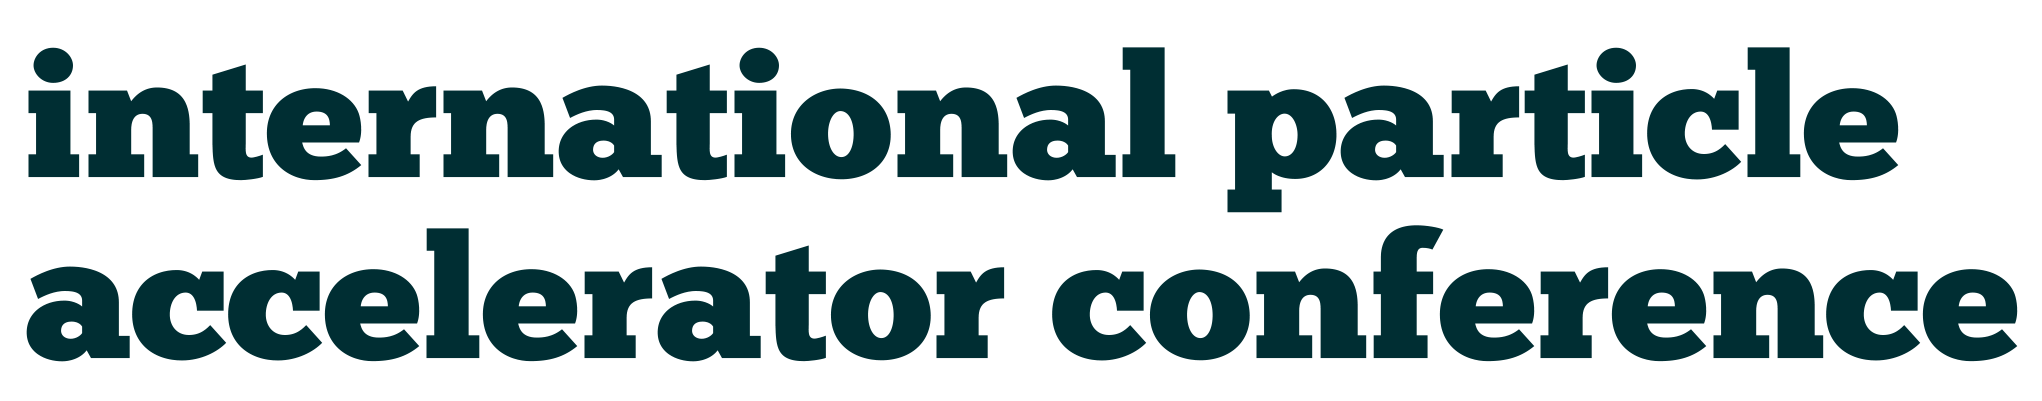 international particle
accelerator conference